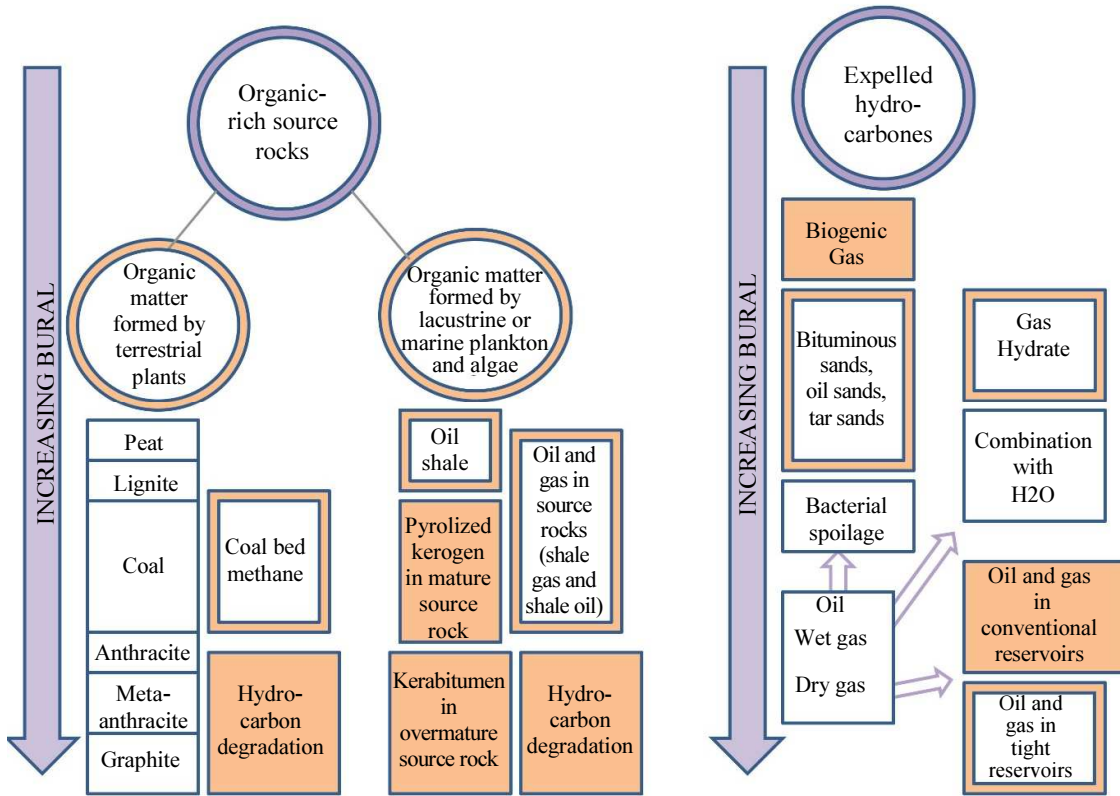 INCREASING BURAL
Organic-
rich source
rocks
Organic
matter
formed by
terrestrial
plants
Organic matter
formed by
lacustrine or
marine plankton
and algae
Peat
Lignite
Coal
Anthracite
Meta-
anthracite
Graphite
Coal bed
methane
Hydro-
carbon
degradation
Oil
shale
Pyrolized
kerogen
in mature
source
rock
Kerabitumen
in
overmature
source rock
Oil and
gas in
source
rocks
(shale
gas and
shale oil)
Hydro-
carbon
degradation
INCREASING BURAL
Expelled
hydro-
carbones
Biogenic
Gas
Bituminous
sands,
oil sands,
tar sands
Bacterial
spoilage
Oil
Wet gas
Dry gas
Gas
Hydrate
Combination
with
H2O
Oil and gas
in
conventional
reservoirs
Oil and
gas in
tight
reservoirs